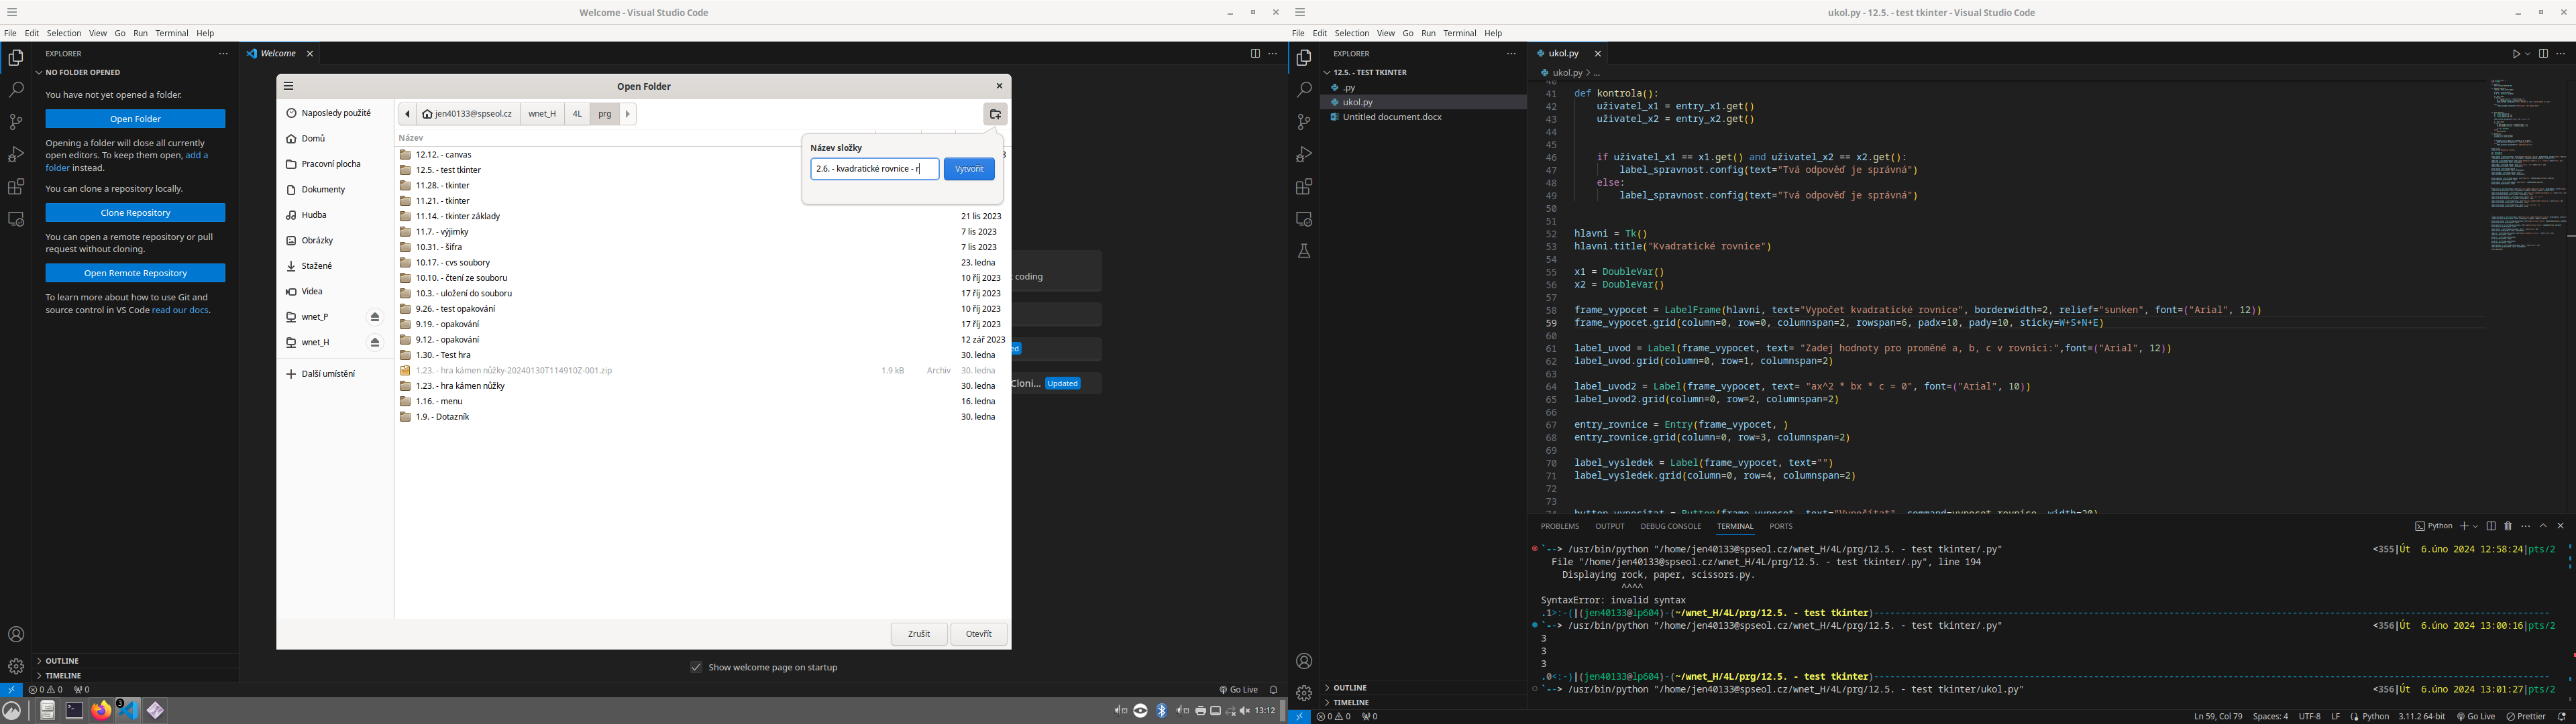 Welcome - Visual Studio Code
File Edit Selection View Go Run Terminal Help
EXPLORER
NO FOLDER OPENED
You have not yet opened a folder.
Open Folder
Opening a folder will close all currently
open editors. To keep them open, add a
folder instead.
You can clone a repository locally.
Clone Repository
You can open a remote repository or pull
request without cloning.
Open Remote Repository
To learn more about how to use Git and
source control in VS Code read our docs.
OUTLINE
TIMELINE
0 0 0
Welcome
Open Folder
Naposledy použité
Domů
Pracovní plocha
Dokumenty
Hudba
Obrázky
Stažené
Videa
wnet_P
wnet_H
Další umístění
jen40133@spseol.cz wnet_H 4L prg
Název
Název složky
2.6. - kvadratické rovnice - r
Vytvořit
12.12. - canvas
12.5. - test tkinter
11.28. - tkinter
11.21. - tkinter
11.14. - tkinter základy 21 lis 2023
11.7. - výjimky 7 lis 2023
10.31. - šifra 7 lis 2023
10.17. - cvs soubory 23. ledna
10.10. - čtení ze souboru 10 říj 2023
10.3. - uložení do souboru 17 říj 2023
9.26. - test opakování 10 říj 2023
9.19. - opakování 17 říj 2023
9.12. - opakování 12 zář 2023
1.30. - Test hra 30. ledna
1.23. - hra kámen nůžky-20240130T114910Z-001.zip 1.9 kB Archiv 30. ledna
1.23. - hra kámen nůžky 30. ledna
1.16. - menu 16. ledna
1.9. - Dotazník 30. ledna
Zrušit Otevřít
coding
ed
Cloni... Updated
Show welcome page on startup
Go Live
13:12
ukol.py - 12.5. - test tkinter - Visual Studio Code
File Edit Selection View Go Run Terminal Help
EXPLORER
12.5. - TEST TKINTER
.py
ukol.py
Untitled document.docx
OUTLINE
TIMELINE
ukol.py
ukol.py > ...
41 def kontrola():
42 uživatel_x1 = entry_x1.get()
43 uživatel_x2 = entry_x2.get()
44
45
46 if uživatel_x1 == x1.get() and uživatel_x2 == x2.get():
47 label_spravnost.config(text="Tvá odpověď je správná")
48 else:
49 label_spravnost.config(text="Tvá odpověď je správná")
50
51
52 hlavni = Tk()
53 hlavni.title("Kvadratické rovnice")
54
55 x1 = DoubleVar()
56 x2 = DoubleVar()
57
58 frame_vypocet = LabelFrame(hlavni, text="Vypočet kvadratické rovnice", borderwidth=2, relief="sunken", font=("Arial", 12))
59 frame_vypocet.grid(column=0, row=0, columnspan=2, rowspan=6, padx=10, pady=10, sticky=W+S+N+E)
60
61 label_uvod = Label(frame_vypocet, text= "Zadej hodnoty pro proměné a, b, c v rovnici:",font=("Arial", 12))
62 label_uvod.grid(column=0, row=1, columnspan=2)
63
64 label_uvod2 = Label(frame_vypocet, text= "ax^2 * bx * c = 0", font=("Arial", 10))
65 label_uvod2.grid(column=0, row=2, columnspan=2)
66
67 entry_rovnice = Entry(frame_vypocet, )
68 entry_rovnice.grid(column=0, row=3, columnspan=2)
69
70 label_vysledek = Label(frame_vypocet, text="")
71 label_vysledek.grid(column=0, row=4, columnspan=2)
72
73
PROBLEMS OUTPUT DEBUG CONSOLE TERMINAL PORTS
Python
`--> /usr/bin/python "/home/jen40133@spseol.cz/wnet_H/4L/prg/12.5. - test tkinter/.py" <355|Út 6.úno 2024 12:58:24|pts/2
File "/home/jen40133@spseol.cz/wnet_H/4L/prg/12.5. - test tkinter/.py", line 194
Displaying rock, paper, scissors.py.
^^^^
SyntaxError: invalid syntax
.1>:-(|(jen40133@lp604)-(~/wnet_H/4L/prg/12.5. - test tkinter)
`--> /usr/bin/python "/home/jen40133@spseol.cz/wnet_H/4L/prg/12.5. - test tkinter/.py" <356|Út 6.úno 2024 13:00:16|pts/2
3
3
3
.0<:-)|(jen40133@lp604)-(~/wnet_H/4L/prg/12.5. - test tkinter)
`--> /usr/bin/python "/home/jen40133@spseol.cz/wnet_H/4L/prg/12.5. - test tkinter/ukol.py" <356|Út 6.úno 2024 13:01:27|pts/2
0 0 0
Ln 59, Col 79 Spaces: 4 UTF-8 LF Python 3.11.2 64-bit Go Live Prettier